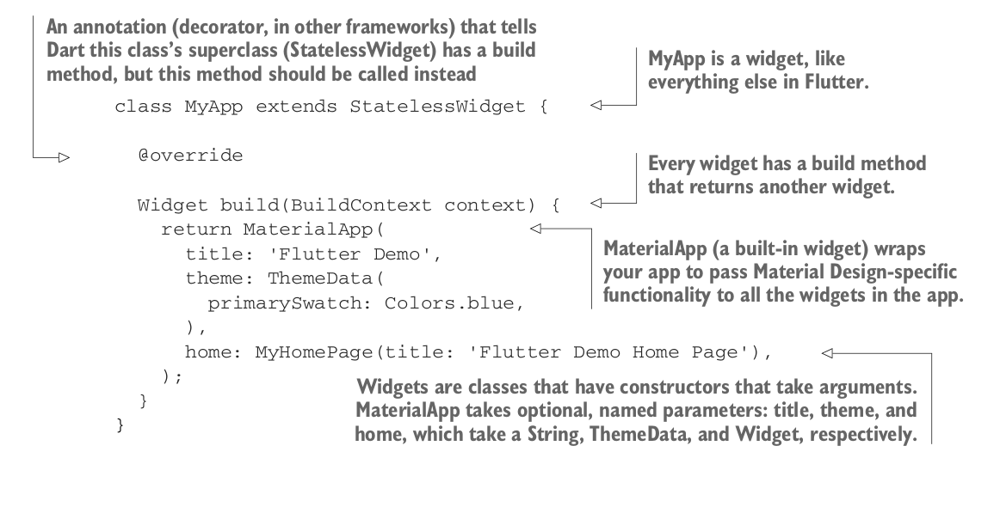 An annotation (decorator, in other frameworks) that tells
Dart this class's superclass (StatelessWidget) has a build
method, but this method should be called instead
MyApp is a widget, like
everything else in Flutter.
class MyApp extends StatelessWidget {
@override
Every widget has a build method
that returns another widget.
Widget build(BuildContext context) {
return MaterialApp(
MaterialApp (a built-in widget) wraps
your app to pass Material Design-specific
functionality to all the widgets in the app.
title: 'Flutter Demo',
theme: ThemeData(
primarySwatch: Colors.blue,
),
home: MyHomePage(title: 'Flutter Demo Home Page'),
);
}
}
Widgets are classes that have constructors that take arguments.
MaterialApp takes optional, named parameters: title, theme, and
home, which take a String, ThemeData, and Widget, respectively.